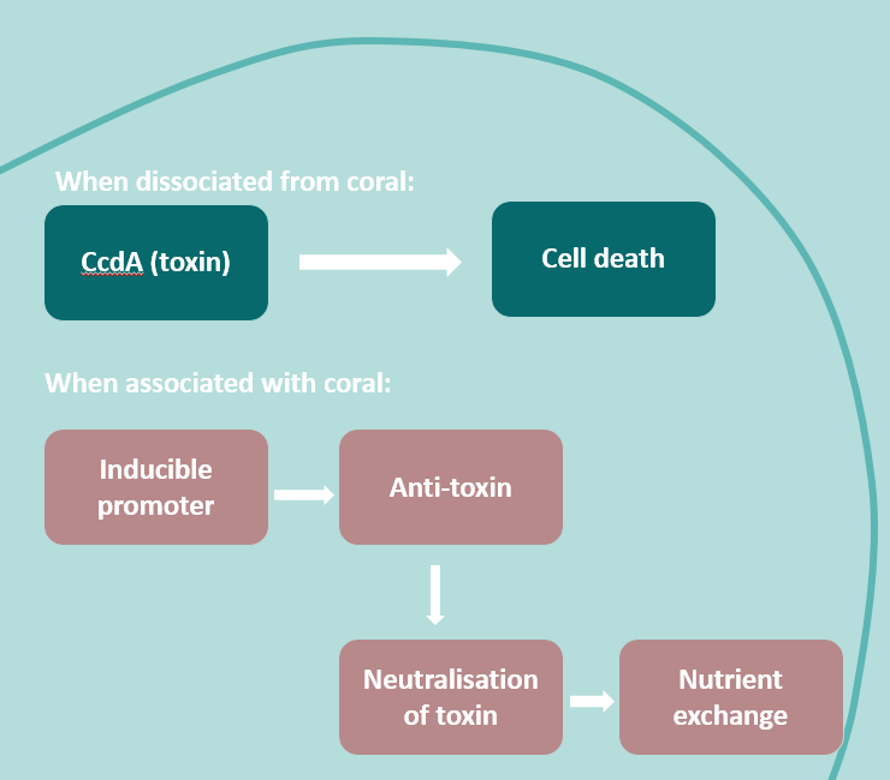 When dissociated from coral:
CcdA (toxin)
Cell death
When associated with coral:
Inducible
promoter
Anti-toxin
Neutralisation
of toxin
Nutrient
exchange